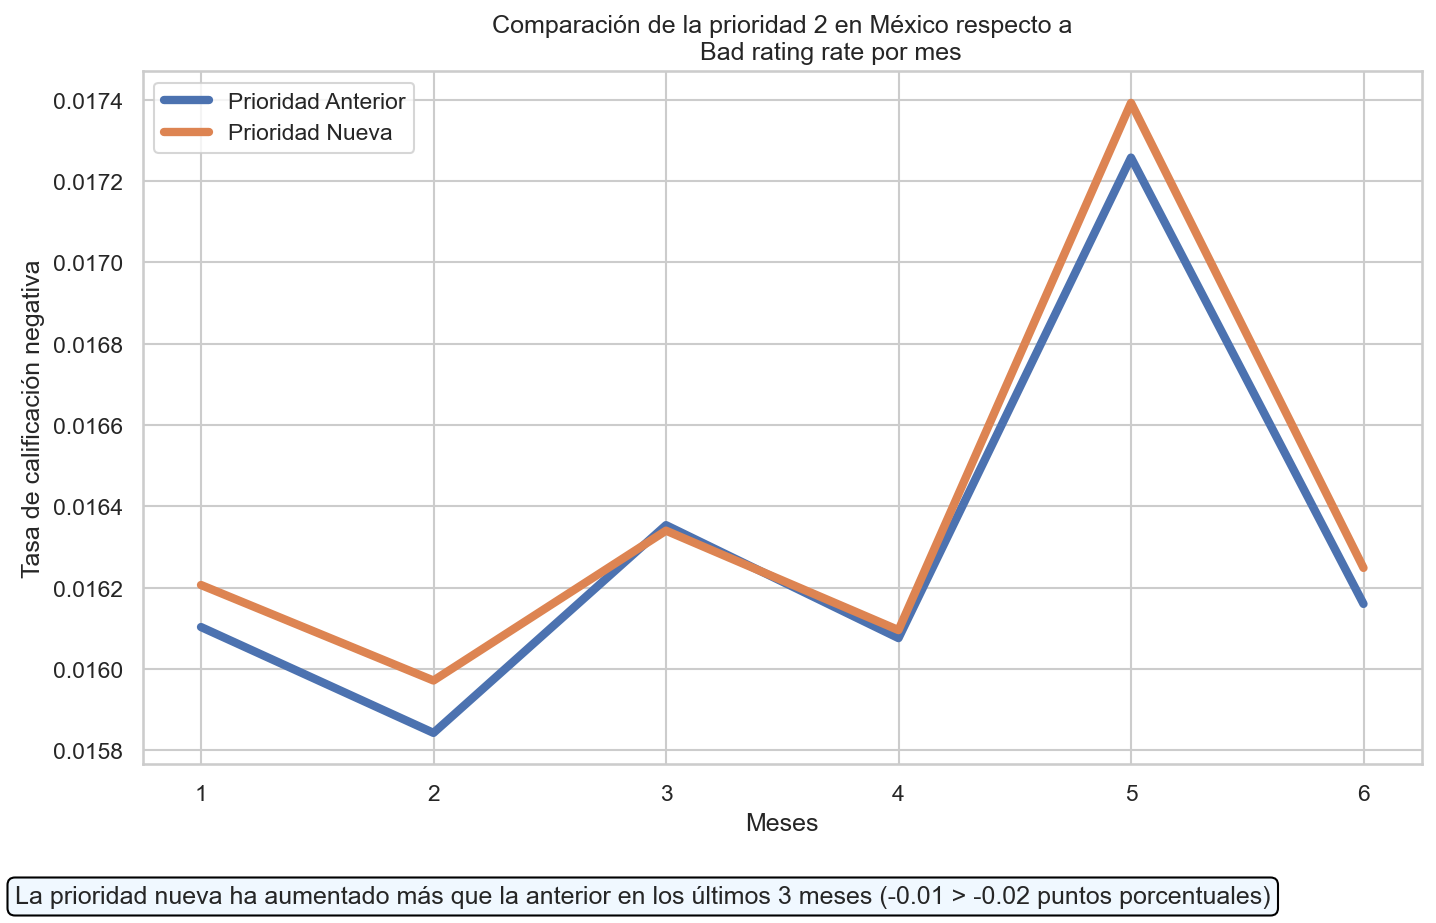 Comparación de la prioridad 2 en México respecto a
Bad rating rate por mes
Prioridad Anterior
Prioridad Nueva
Tasa de calificación negativa
0.0174
0.0172
0.0170
0.0168
0.0166
0.0164
0.0162
0.0160
0.0158
1 2 3 4 5 6
Meses
La prioridad nueva ha aumentado más que la anterior en los últimos 3 meses (-0.01 > -0.02 puntos porcentuales)